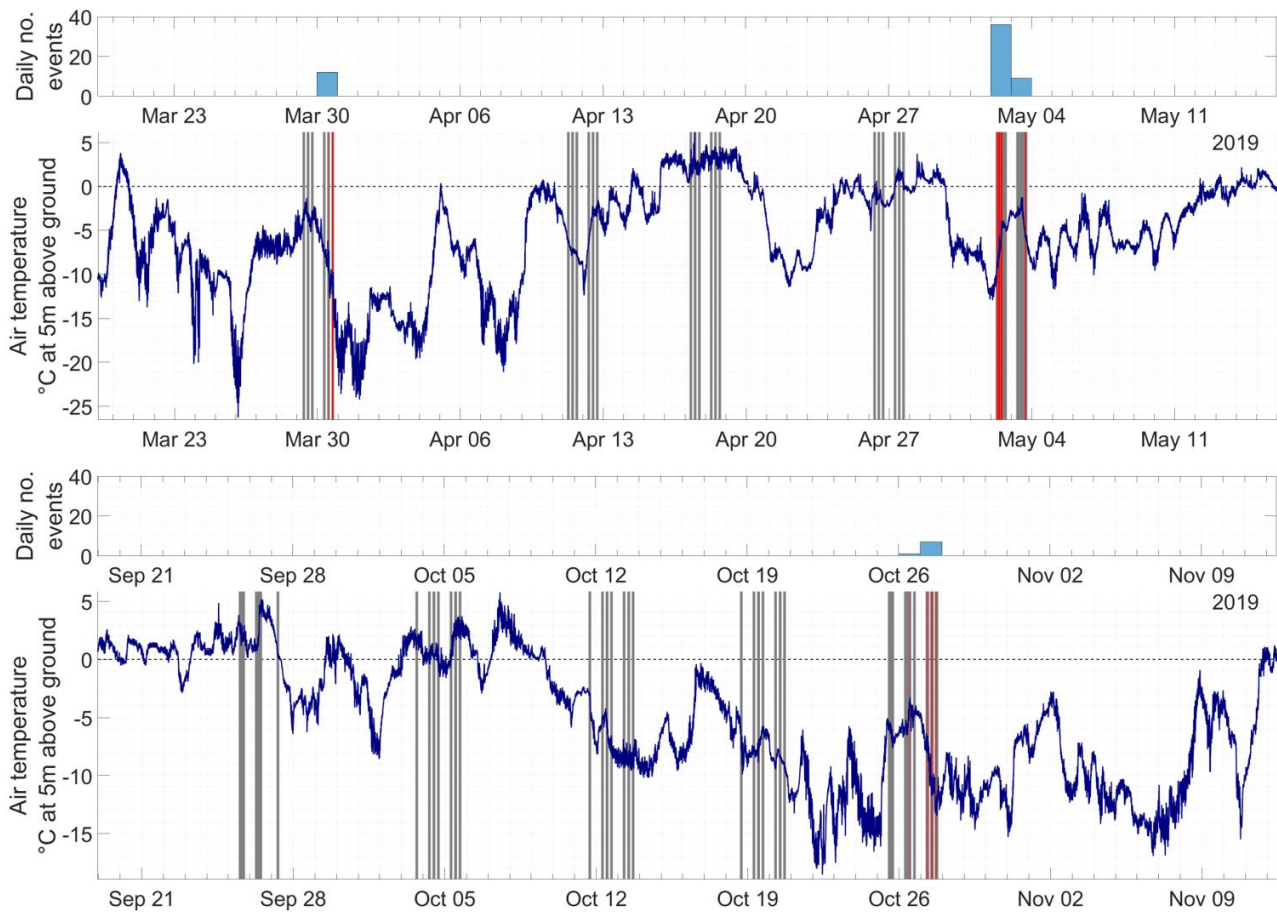 Daily no.
events
40
20
0
Mar 23 Mar 30 Apr 06 Apr 13 Apr 20 Apr 27 May 04 May 11
Air temperature
°C at 5m above ground
2019
5
0
-5
-10
-15
-20
-25
Mar 23 Mar 30 Apr 06 Apr 13 Apr 20 Apr 27 May 04 May 11
Daily no.
events
40
20
0
Sep 21 Sep 28 Oct 05 Oct 12 Oct 19 Oct 26 Nov 02 Nov 09
Air temperature
°C at 5m above ground
2019
5
0
-5
-10
-15
Sep 21 Sep 28 Oct 05 Oct 12 Oct 19 Oct 26 Nov 02 Nov 09